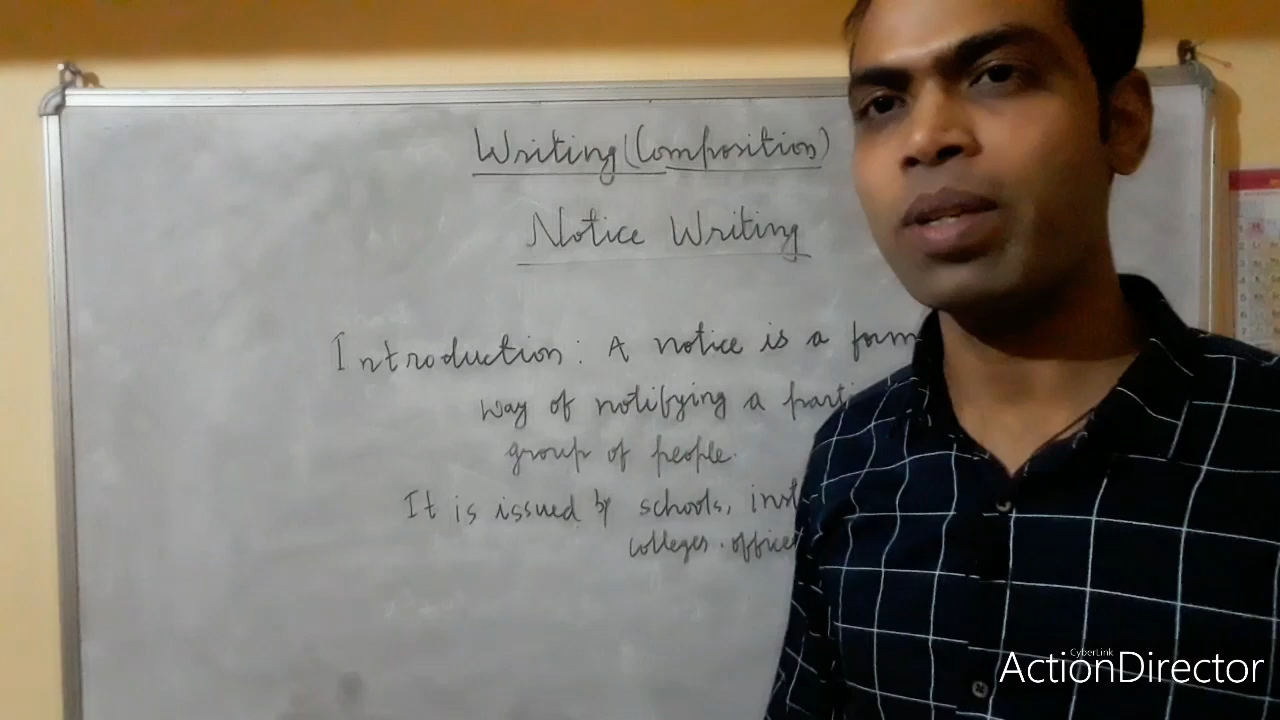 Writing (Composition)
Notice Writing
Introduction: A notice is a form
way of notifying a parti
group of people.
It is issued by schools, inst
colleges. office
CyberLink
ActionDirector